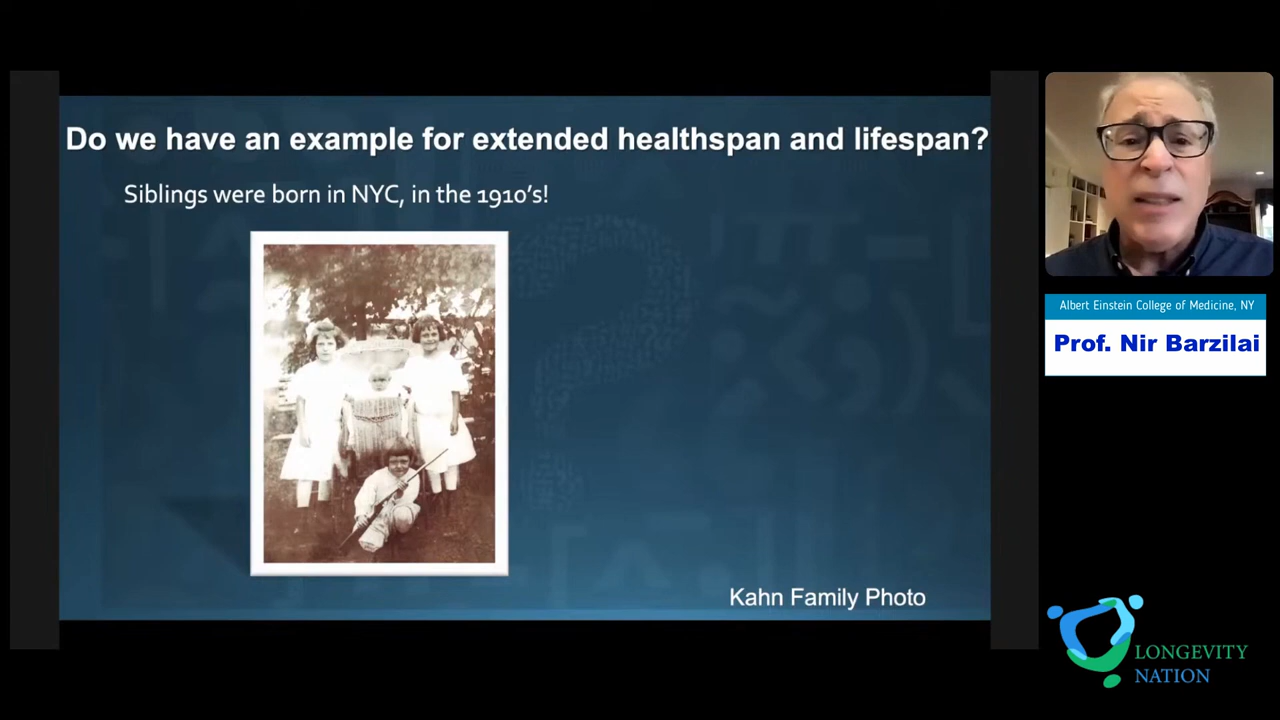 Do we have an example for extended healthspan and lifespan?
Siblings were born in NYC, in the 1910's!
Kahn Family Photo
Albert Einstein College of Medicine, NY
Prof. Nir Barzilai
LONGEVITY
NATION